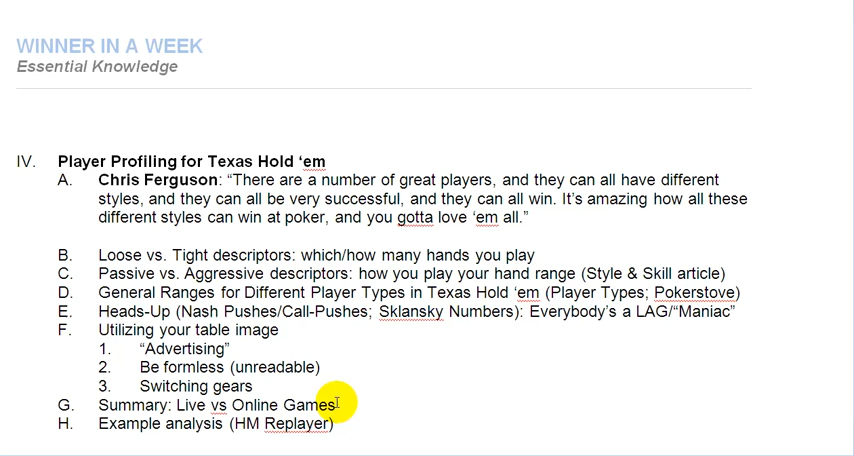 WINNER IN A WEEK
Essential Knowledge
IV. Player Profiling for Texas Hold ‘em
A. Chris Ferguson: “There are a number of great players, and they can all have different
styles, and they can all be very successful, and they can all win. It’s amazing how all these
different styles can win at poker, and you gotta love ‘em all.”
B. Loose vs. Tight descriptors: which/how many hands you play
C. Passive vs. Aggressive descriptors: how you play your hand range (Style & Skill article)
D. General Ranges for Different Player Types in Texas Hold ‘em (Player Types; Pokerstove)
E. Heads-Up (Nash Pushes/Call-Pushes; Sklansky Numbers): Everybody’s a LAG/“Maniac”
F. Utilizing your table image
1. “Advertising”
2. Be formless (unreadable)
3. Switching gears
G. Summary: Live vs Online Games
H. Example analysis (HM Replayer)